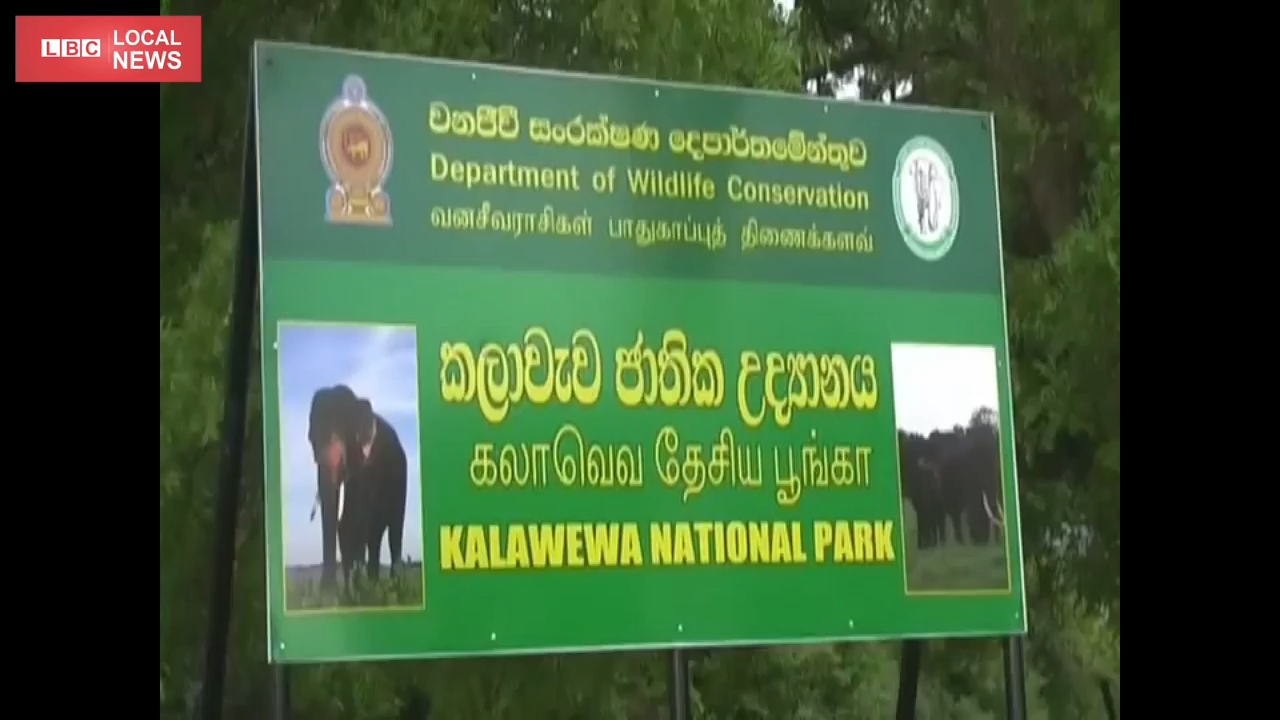 LBC LOCAL
NEWS
වනජීවී සංරක්ෂණ දෙපාර්තමේන්තුව
Department of Wildlife Conservation
வனசீவராசிகள் பாதுகாப்புத் திணைக்களவ்
කලාවැව ජාතික උද්‍යානය
கலாவெவ தேசிய பூங்கா
KALAWEWA NATIONAL PARK